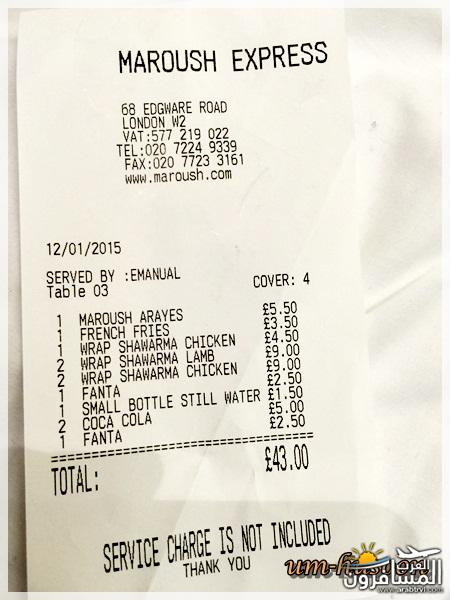 MAROUSH EXPRESS
68 EDGWARE ROAD
LONDON W2
VAT:577 219 022
TEL:020 7224 9339
FAX:020 7723 3161
www.maroush.com
12/01/2015
SERVED BY :EMANUAL
Table 03 COVER: 4
1 MAROUSH ARAYES £5.50
1 FRENCH FRIES £3.50
1 WRAP SHAWARMA CHICKEN £4.50
2 WRAP SHAWARMA LAMB £9.00
2 WRAP SHAWARMA CHICKEN £9.00
1 FANTA £2.50
1 SMALL BOTTLE STILL WATER £1.50
2 COCA COLA £5.00
1 FANTA £2.50
TOTAL: £43.00
SERVICE CHARGE IS NOT INCLUDED
THANK YOU
المسافرون
www.arabtrvl.com